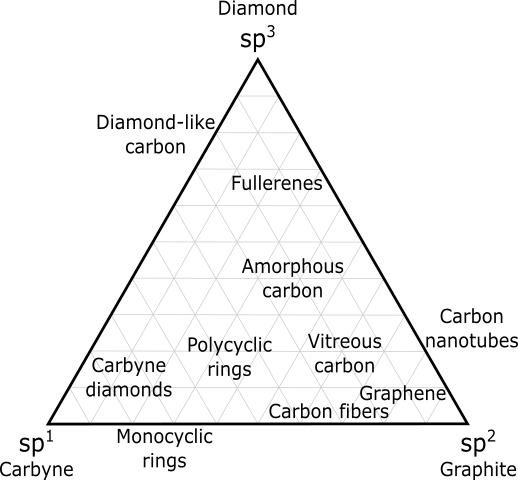 Diamond
sp³
Diamond-like
carbon
Fullerenes
Amorphous
carbon
Carbon
nanotubes
Polycyclic
rings
Vitreous
carbon
Carbyne
diamonds
Graphene
Carbon fibers
sp¹
Carbyne
Monocyclic
rings
sp²
Graphite